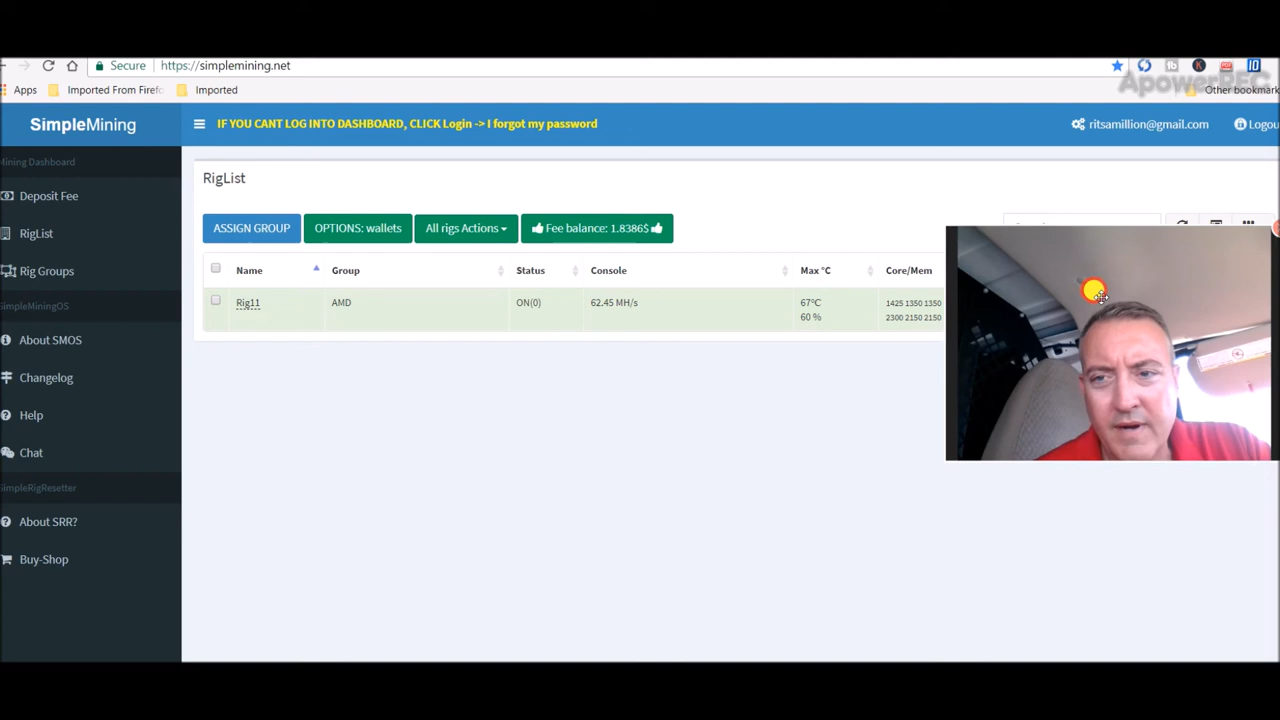 Secure https://simplemining.net
Apps Imported From Firefo Imported Other bookmark
ApowerREC
SimpleMining IF YOU CANT LOG INTO DASHBOARD, CLICK Login -> I forgot my password ritsamillion@gmail.com Logou
Mining Dashboard
RigList
Deposit Fee
ASSIGN GROUP OPTIONS: wallets All rigs Actions Fee balance: 1.8386$
RigList
Rig Groups
Name Group Status Console Max °C Core/Mem
Rig11 AMD ON(0) 62.45 MH/s 67°C 1425 1350 1350
60 % 2300 2150 2150
SimpleMiningOS
About SMOS
Changelog
Help
Chat
SimpleRigResetter
About SRR?
Buy-Shop